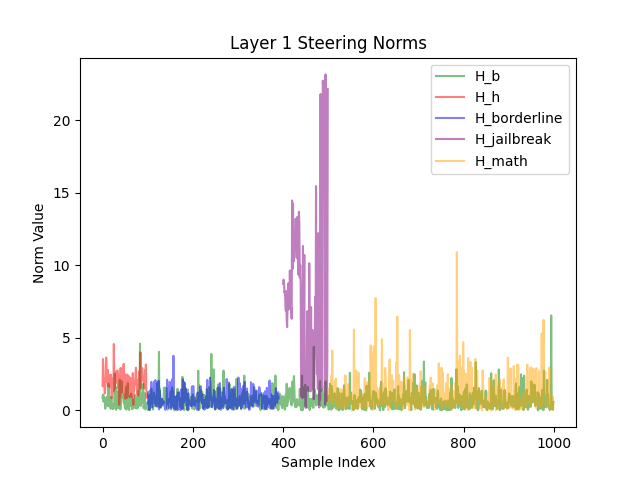 Layer 1 Steering Norms
H_b
H_h
H_borderline
H_jailbreak
H_math
Norm Value
20
15
10
5
0
0 200 400 600 800 1000
Sample Index